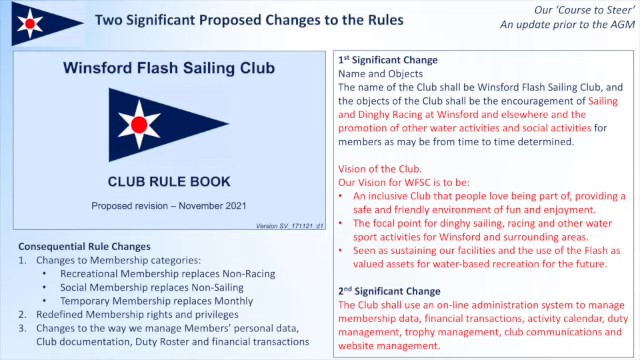 Two Significant Proposed Changes to the Rules
Our 'Course to Steer'
An update prior to the AGM
Winsford Flash Sailing Club
CLUB RULE BOOK
Proposed revision – November 2021
Version SV_171121_d1
Consequential Rule Changes
1. Changes to Membership categories:
• Recreational Membership replaces Non-Racing
• Social Membership replaces Non-Sailing
• Temporary Membership replaces Monthly
2. Redefined Membership rights and privileges
3. Changes to the way we manage Members' personal data,
Club documentation, Duty Roster and financial transactions
1st Significant Change
Name and Objects
The name of the Club shall be Winsford Flash Sailing Club, and
the objects of the Club shall be the encouragement of Sailing
and Dinghy Racing at Winsford and elsewhere and the
promotion of other water activities and social activities for
members as may be from time to time determined.
Vision of the Club.
Our Vision for WFSC is to be:
• An inclusive Club that people love being part of, providing a
safe and friendly environment of fun and enjoyment.
• The focal point for dinghy sailing, racing and other water
sport activities for Winsford and surrounding areas.
• Seen as sustaining our facilities and the use of the Flash as
valued assets for water-based recreation for the future.
2nd Significant Change
The Club shall use an on-line administration system to manage
membership data, financial transactions, activity calendar, duty
management, trophy management, club communications and
website management.